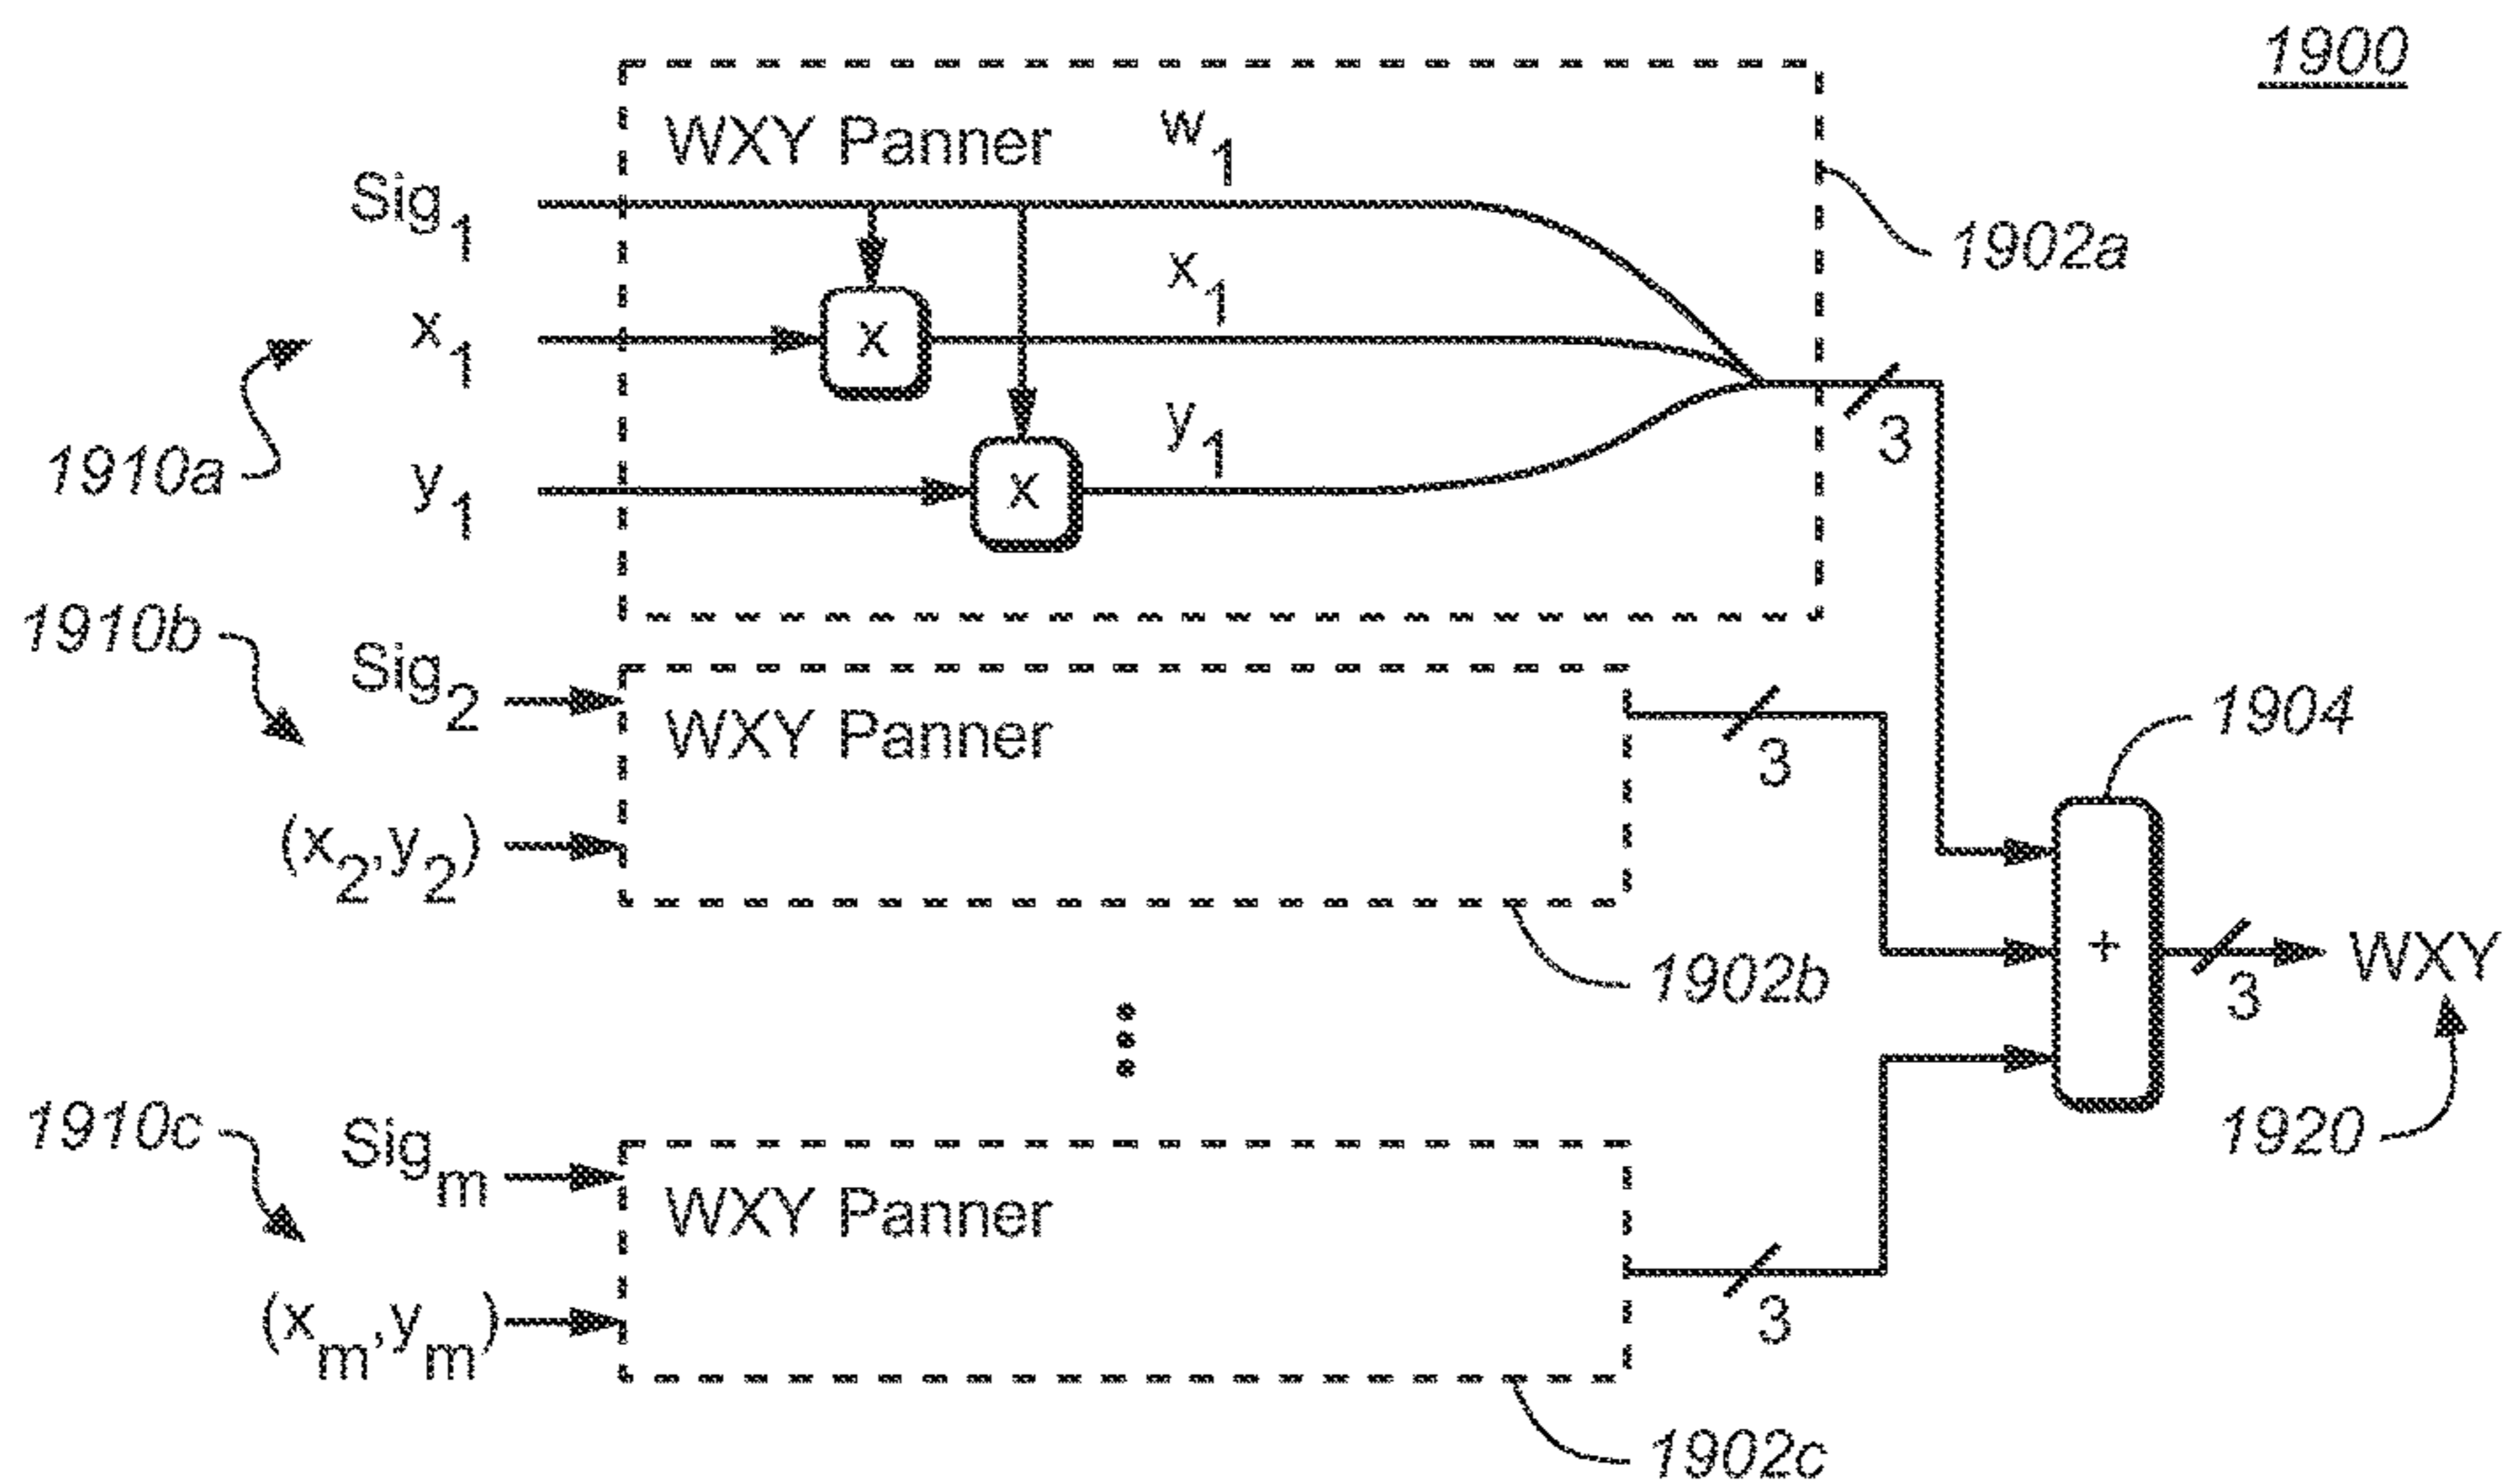 1900
WXY Panner
w1
Sig1
1902a
x1
x1
x
3
1910a
y1
y1
x
1910b
Sig2
WXY Panner
3
1904
(x2,y2)
+
WXY
3
1902b
1910c
Sigm
1920
WXY Panner
(xm,ym)
3
1902c